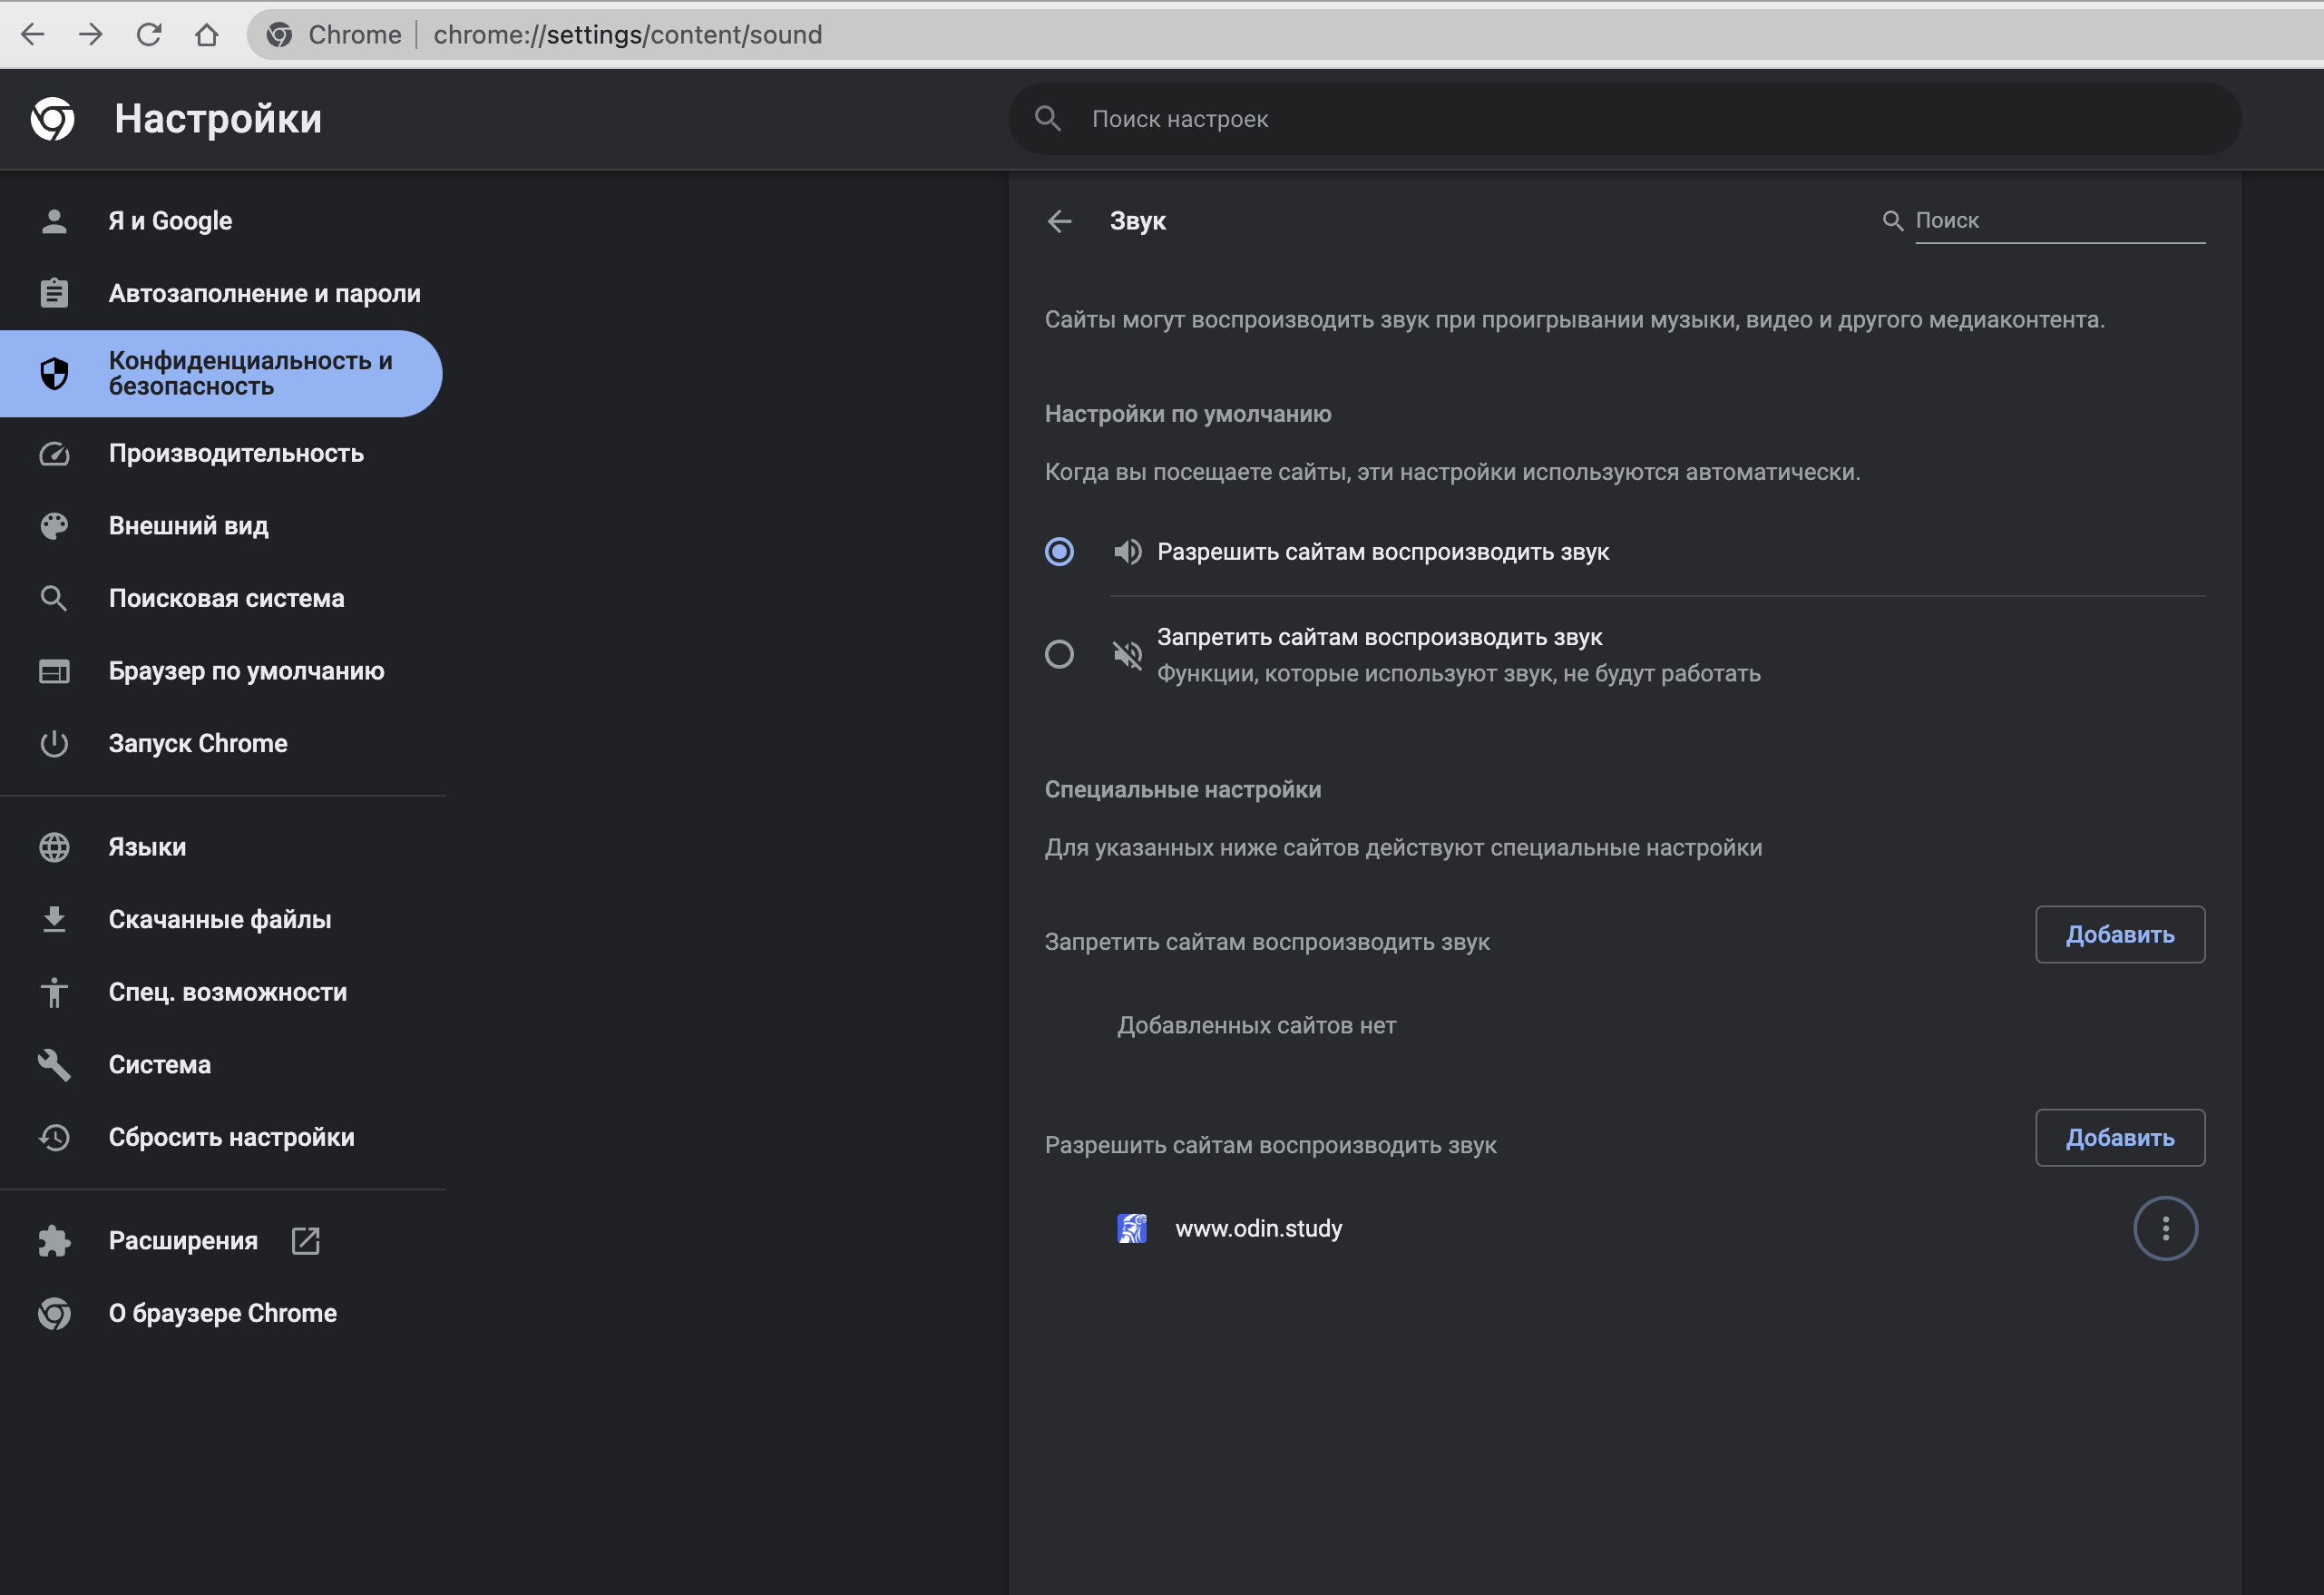 Chrome
chrome://settings/content/sound
Настройки
Поиск настроек
Я и Google
Автозаполнение и пароли
Конфиденциальность и
безопасность
Производительность
Внешний вид
Поисковая система
Браузер по умолчанию
Запуск Chrome
Языки
Скачанные файлы
Спец. возможности
Система
Сбросить настройки
Расширения
О браузере Chrome
Звук
Поиск
Сайты могут воспроизводить звук при проигрывании музыки, видео и другого медиаконтента.
Настройки по умолчанию
Когда вы посещаете сайты, эти настройки используются автоматически.
Разрешить сайтам воспроизводить звук
Запретить сайтам воспроизводить звук
Функции, которые используют звук, не будут работать
Специальные настройки
Для указанных ниже сайтов действуют специальные настройки
Запретить сайтам воспроизводить звук
Добавить
Добавленных сайтов нет
Разрешить сайтам воспроизводить звук
Добавить
www.odin.study